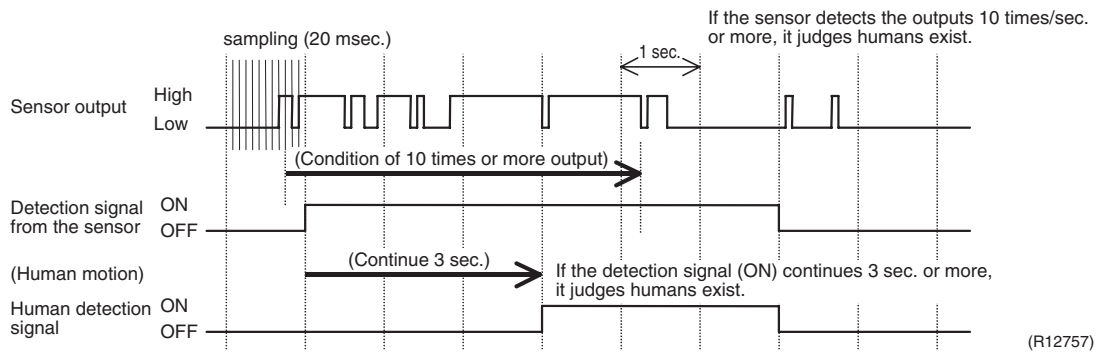 If the sensor detects the outputs 10 times/sec.
or more, it judges humans exist.
sampling (20 msec.)
1 sec.
Sensor output
High
Low
(Condition of 10 times or more output)
Detection signal
from the sensor
ON
OFF
(Human motion)
(Continue 3 sec.)
If the detection signal (ON) continues 3 sec. or more,
it judges humans exist.
Human detection
signal
ON
OFF
(R12757)